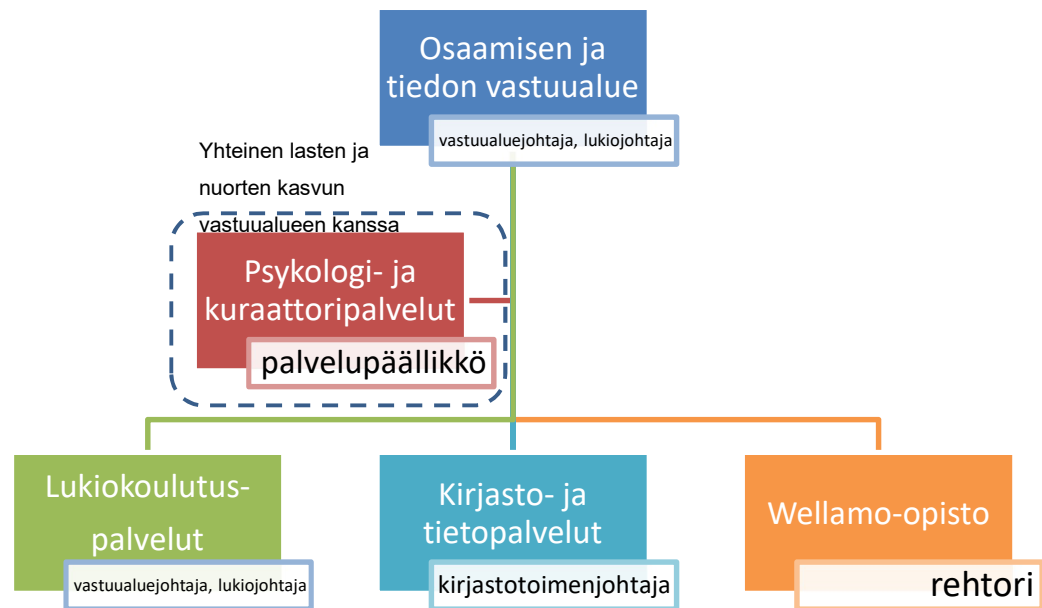 Osaamisen ja
tiedon vastuualue
vastuualuejohtaja, lukiojohtaja
Yhteinen lasten ja
nuorten kasvun
vastuualueen kanssa
Psykologi- ja
kuraattoripalvelut
palvelupäällikkö
Lukiokoulutus-
palvelut
vastuualuejohtaja, lukiojohtaja
Kirjasto- ja
tietopalvelut
kirjastotoimenjohtaja
Wellamo-opisto
rehtori